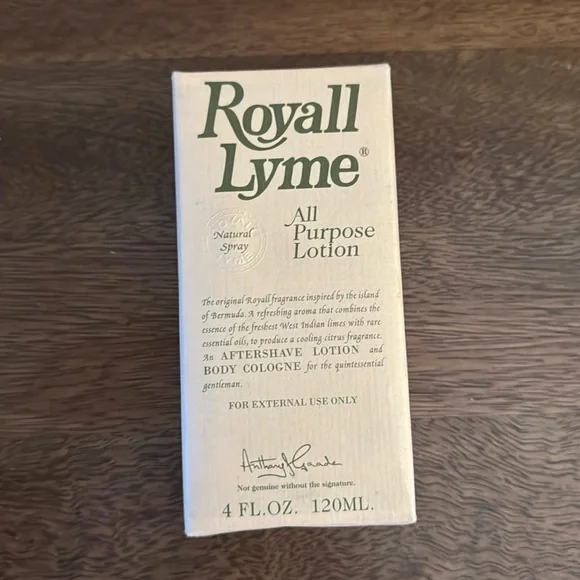 Royall
Lyme®
Natural
Spray
All
Purpose
Lotion
The original Royall fragrance inspired by the island
of Bermuda. A refreshing aroma that combines the
essence of the freshest West Indian limes with rare
essential oils, to produce a cooling citrus fragrance.
An AFTERSHAVE LOTION and
BODY COLOGNE for the quintessential
gentleman.
FOR EXTERNAL USE ONLY
Not genuine without the signature.
4 FL.OZ. 120ML.